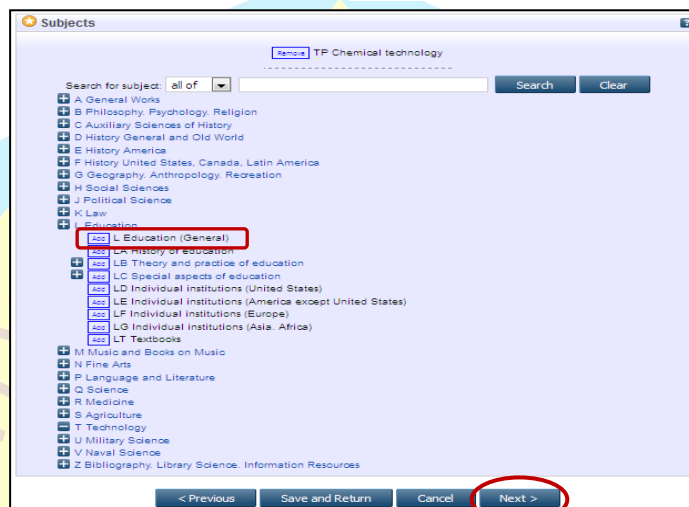 Subjects
Remove TP Chemical technology
Search for subject: all of Search Clear
A General Works
B Philosophy. Psychology. Religion
C Auxiliary Sciences of History
D History General and Old World
E History America
F History United States, Canada, Latin America
G Geography. Anthropology. Recreation
H Social Sciences
J Political Science
K Law
L Education
Add L Education (General)
Add LA History of education
Add LB Theory and practice of education
Add LC Special aspects of education
Add LD Individual institutions (United States)
Add LE Individual institutions (America except United States)
Add LF Individual institutions (Europe)
Add LG Individual institutions (Asia. Africa)
Add LT Textbooks
M Music and Books on Music
N Fine Arts
P Language and Literature
Q Science
R Medicine
S Agriculture
T Technology
U Military Science
V Naval Science
Z Bibliography. Library Science. Information Resources
< Previous Save and Return Cancel Next >